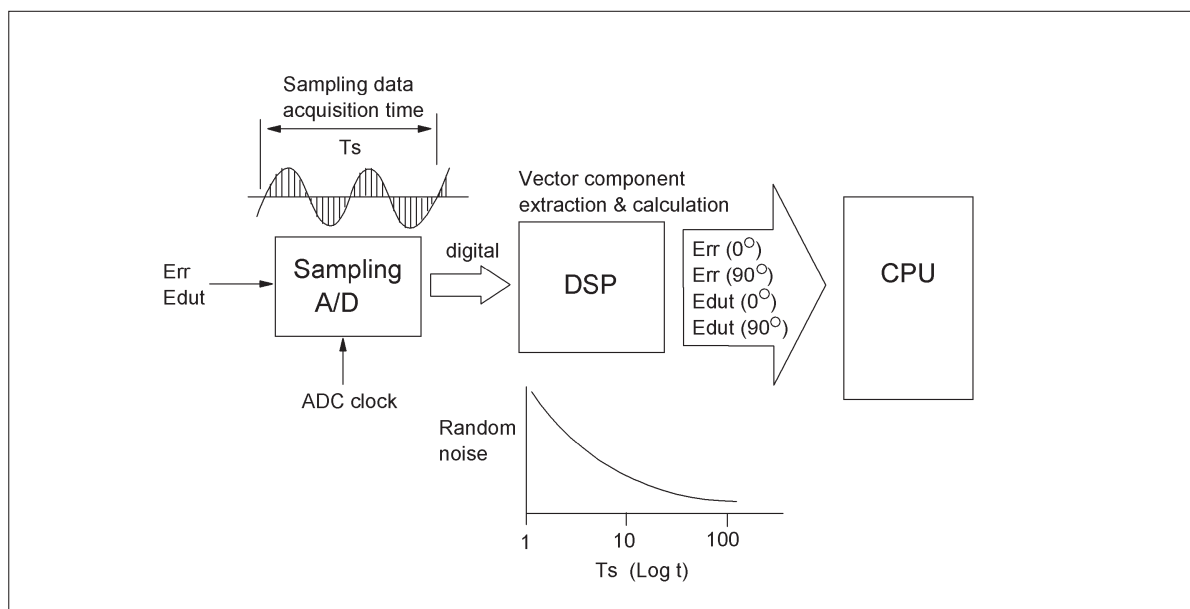 Sampling data
acquisition time
Ts
Vector component
extraction & calculation
Err
Edut
Sampling
A/D
digital
DSP
Err (0°)
Err (90°)
Edut (0°)
Edut (90°)
CPU
ADC clock
Random
noise
1 10 100
Ts (Log t)